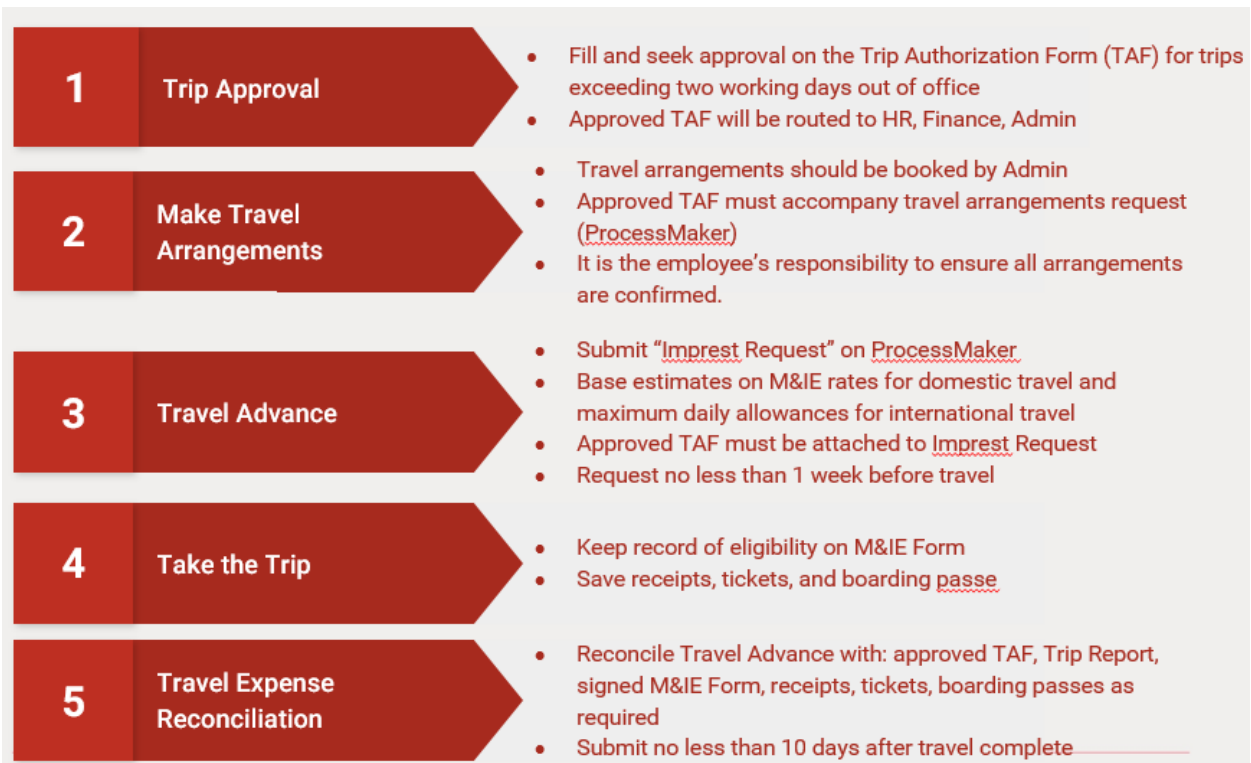 1
Trip Approval
• Fill and seek approval on the Trip Authorization Form (TAF) for trips
exceeding two working days out of office
• Approved TAF will be routed to HR, Finance, Admin
2
Make Travel
Arrangements
• Travel arrangements should be booked by Admin
• Approved TAF must accompany travel arrangements request
(ProcessMaker)
• It is the employee’s responsibility to ensure all arrangements
are confirmed.
3
Travel Advance
• Submit “Imprest Request” on ProcessMaker
• Base estimates on M&IE rates for domestic travel and
maximum daily allowances for international travel
• Approved TAF must be attached to Imprest Request
• Request no less than 1 week before travel
4
Take the Trip
• Keep record of eligibility on M&IE Form
• Save receipts, tickets, and boarding passe
5
Travel Expense
Reconciliation
• Reconcile Travel Advance with: approved TAF, Trip Report,
signed M&IE Form, receipts, tickets, boarding passes as
required
• Submit no less than 10 days after travel complete